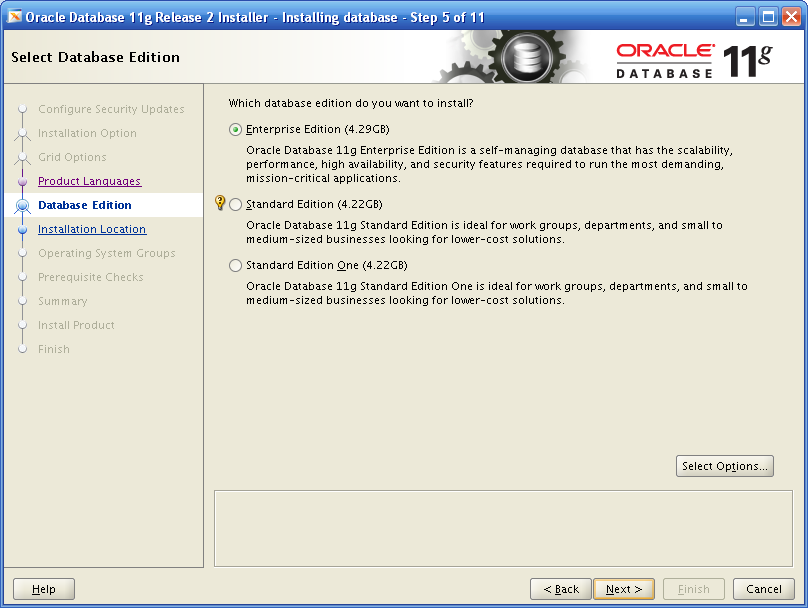 Oracle Database 11g Release 2 Installer - Installing database - Step 5 of 11
Select Database Edition
ORACLE
DATABASE
11g
Configure Security Updates
Installation Option
Grid Options
Product Languages
Database Edition
Installation Location
Operating System Groups
Prerequisite Checks
Summary
Install Product
Finish
Which database edition do you want to install?
Enterprise Edition (4.29GB)
Oracle Database 11g Enterprise Edition is a self-managing database that has the scalability,
performance, high availability, and security features required to run the most demanding,
mission-critical applications.
Standard Edition (4.22GB)
Oracle Database 11g Standard Edition is ideal for work groups, departments, and small to
medium-sized businesses looking for lower-cost solutions.
Standard Edition One (4.22GB)
Oracle Database 11g Standard Edition One is ideal for work groups, departments, and small to
medium-sized businesses looking for lower-cost solutions.
Select Options...
Help
< Back
Next >
Finish
Cancel